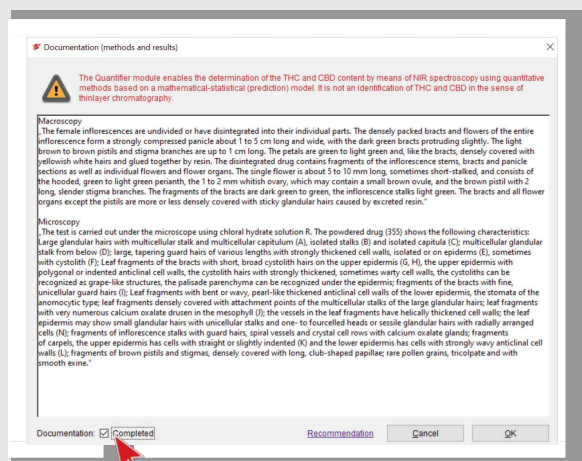 Documentation (methods and results)
The Quantifier module enables the determination of the THC and CBD content by means of NIR spectroscopy using quantitative
methods based on a mathematical-statistical (prediction) model. It is not an identification of THC and CBD in the sense of
thinlayer chromatography.
Macroscopy
„The female inflorescences are undivided or have disintegrated into their individual parts. The densely packed bracts and flowers of the entire
inflorescence form a strongly compressed panicle about 1 to 5 cm long and wide, with the dark green bracts protruding slightly. The light
brown to brown pistils and stigma branches are up to 1 cm long. The petals are green to light green and, like the bracts, densely covered with
yellowish white hairs and glued together by resin. The disintegrated drug contains fragments of the inflorescence stems, bracts and panicle
sections as well as individual flowers and flower organs. The single flower is about 5 to 10 mm long, sometimes short-stalked, and consists of
the hooded, green to light green perianth, the 1 to 2 mm whitish ovary, which may contain a small brown ovule, and the brown pistil with 2
long, slender stigma branches. The fragments of the bracts are dark green to green, the inflorescence stalks light green. The bracts and all flower
organs except the pistils are more or less densely covered with sticky glandular hairs caused by excreted resin.“
Microscopy
„The test is carried out under the microscope using chloral hydrate solution R. The powdered drug (355) shows the following characteristics:
Large glandular hairs with multicellular stalk and multicellular capitulum (A), isolated stalks (B) and isolated capitula (C); multicellular glandular
stalk from below (D); large, tapering guard hairs of various lengths with strongly thickened cell walls, isolated or on epiderms (E), sometimes
with cystolith (F); Leaf fragments of the bracts with short, broad cystolith hairs on the upper epidermis (G, H), the upper epidermis with
polygonal or indented anticlinal cell walls, the cystolith hairs with strongly thickened, sometimes warty cell walls, the cystoliths can be
recognized as grape-like structures, the palisade parenchyma can be recognized under the epidermis; fragments of the bracts with fine,
unicellular guard hairs (I); Leaf fragments with bent or wavy, pearl-like thickened anticlinal cell walls of the lower epidermis, the stomata of the
anomocytic type; leaf fragments densely covered with attachment points of the multicellular stalks of the large glandular hairs; leaf fragments
with very numerous calcium oxalate drusen in the mesophyll (J); the vessels in the leaf fragments have helically thickened cell walls; the leaf
epidermis may show small glandular hairs with unicellular stalks and one- to fourcelled heads or sessile glandular hairs with radially arranged
cells (N); fragments of inflorescence stalks with guard hairs, spiral vessels and crystal cell rows with calcium oxalate glands; fragments
of carpels, the upper epidermis has cells with straight or slightly indented (K) and the lower epidermis has cells with strongly wavy anticlinal cell
walls (L); fragments of brown pistils and stigmas, densely covered with long, club-shaped papillae; rare pollen grains, tricolpate and with
smooth exine.“
Documentation: Completed Recommendation Cancel OK